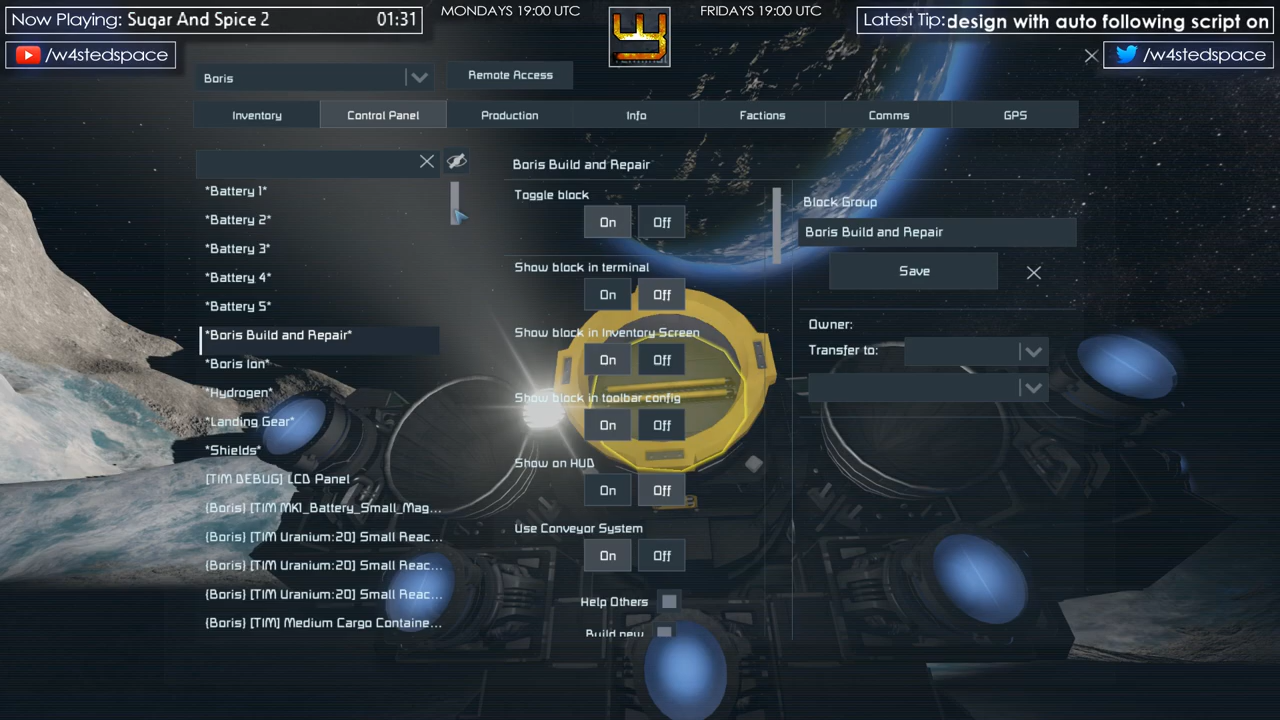 Now Playing: Sugar And Spice 2 01:31
MONDAYS 19:00 UTC
FRIDAYS 19:00 UTC
Latest Tip: design with auto following script on
/w4stedspace
/w4stedspace
Boris
Remote Access
Inventory
Control Panel
Production
Info
Factions
Comms
GPS
*Battery 1*
*Battery 2*
*Battery 3*
*Battery 4*
*Battery 5*
*Boris Build and Repair*
*Boris Ion*
*Hydrogen*
*Landing Gear*
*Shields*
[TIM DEBUG] LCD Panel
(Boris) [TIM MK1_Battery_Small_Mag...
(Boris) [TIM Uranium:20] Small Reac...
(Boris) [TIM Uranium:20] Small Reac...
(Boris) [TIM Uranium:20] Small Reac...
(Boris) [TIM] Medium Cargo Containe...
Boris Build and Repair
Toggle block
On Off
Show block in terminal
On Off
Show block in Inventory Screen
On Off
Show block in toolbar config
On Off
Show on HUD
On Off
Use Conveyor System
On Off
Help Others
Build new
Block Group
Boris Build and Repair
Save
Owner:
Transfer to: